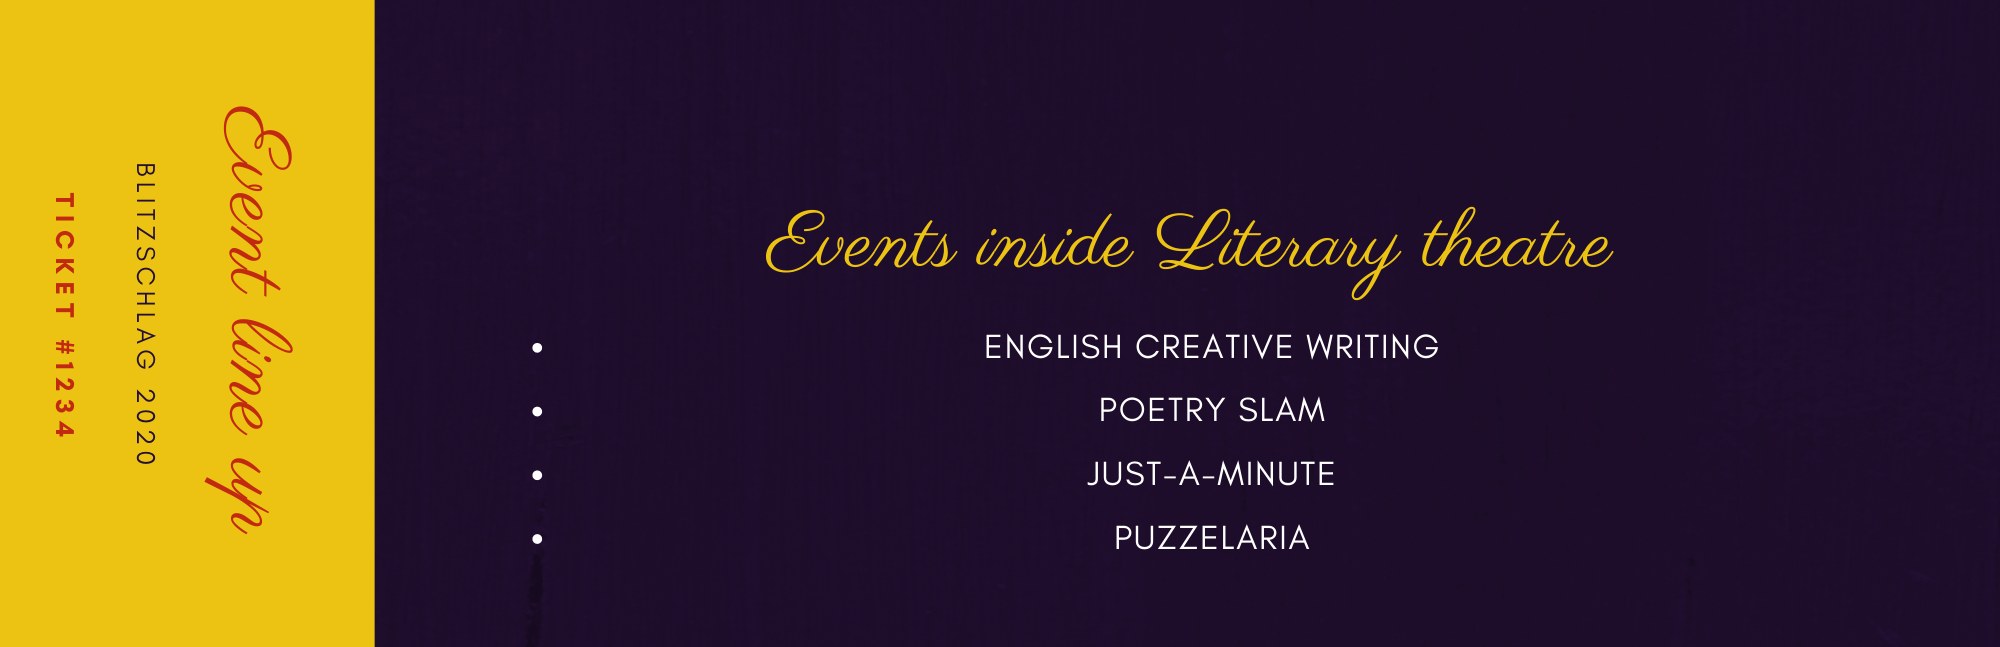 Event line up
BLITZSCHLAG 2020
TICKET #1234
Events inside Literary theatre
• ENGLISH CREATIVE WRITING
• POETRY SLAM
• JUST-A-MINUTE
• PUZZELARIA